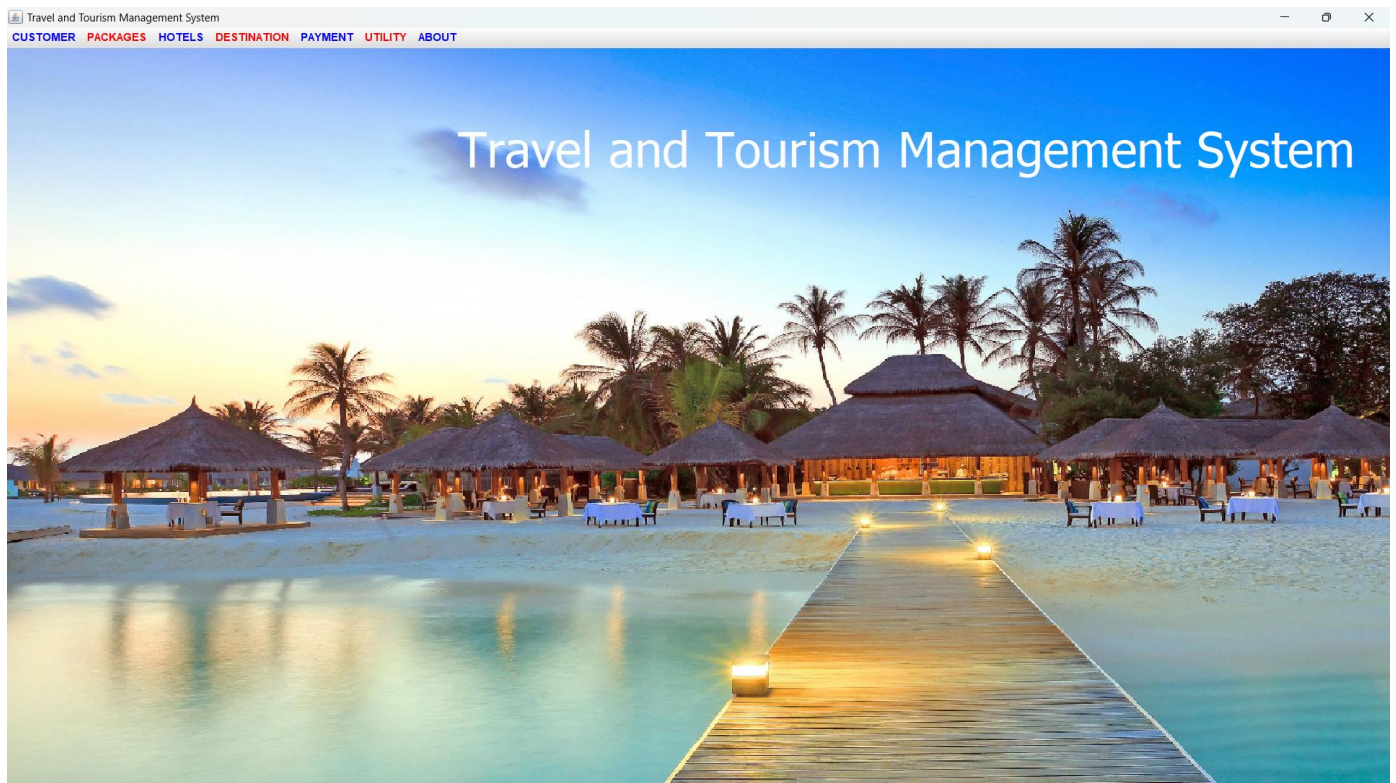 Travel and Tourism Management System
CUSTOMER PACKAGES HOTELS DESTINATION PAYMENT UTILITY ABOUT
Travel and Tourism Management System